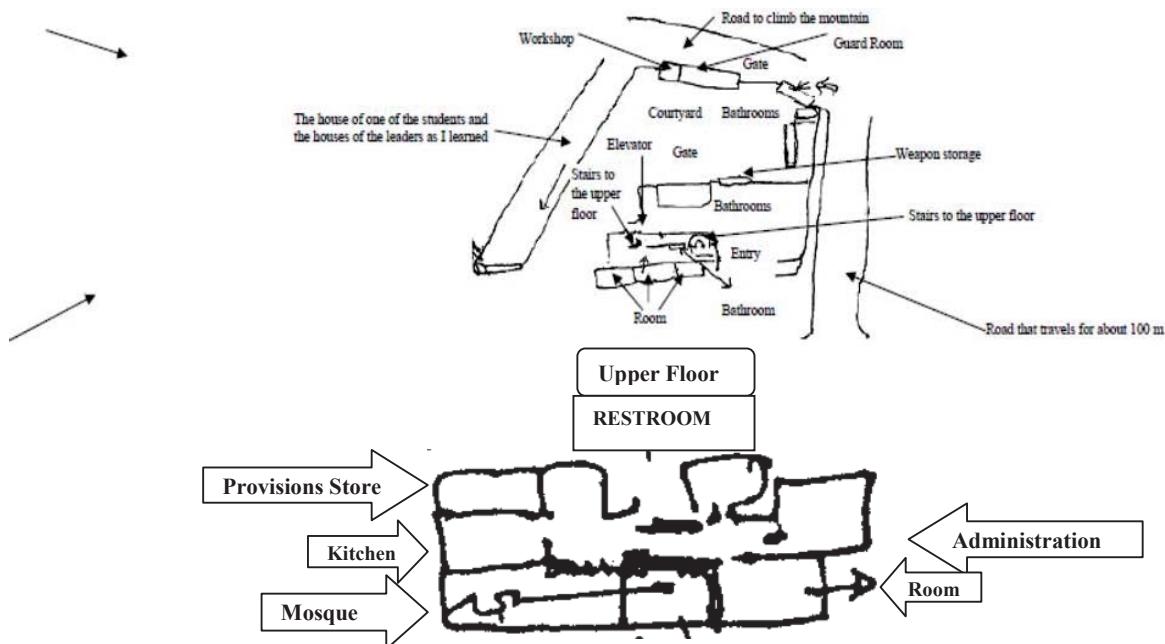 Road to climb the mountain
Workshop
Guard Room
Gate
The house of one of the students and
the houses of the leaders as I learned
Courtyard
Bathrooms
Elevator
Gate
Weapon storage
Stairs to
the upper
floor
Bathrooms
Stairs to the upper floor
Entry
Room
Bathroom
Road that travels for about 100 m
Upper Floor
RESTROOM
Provisions Store
Kitchen
Administration
Room
Mosque